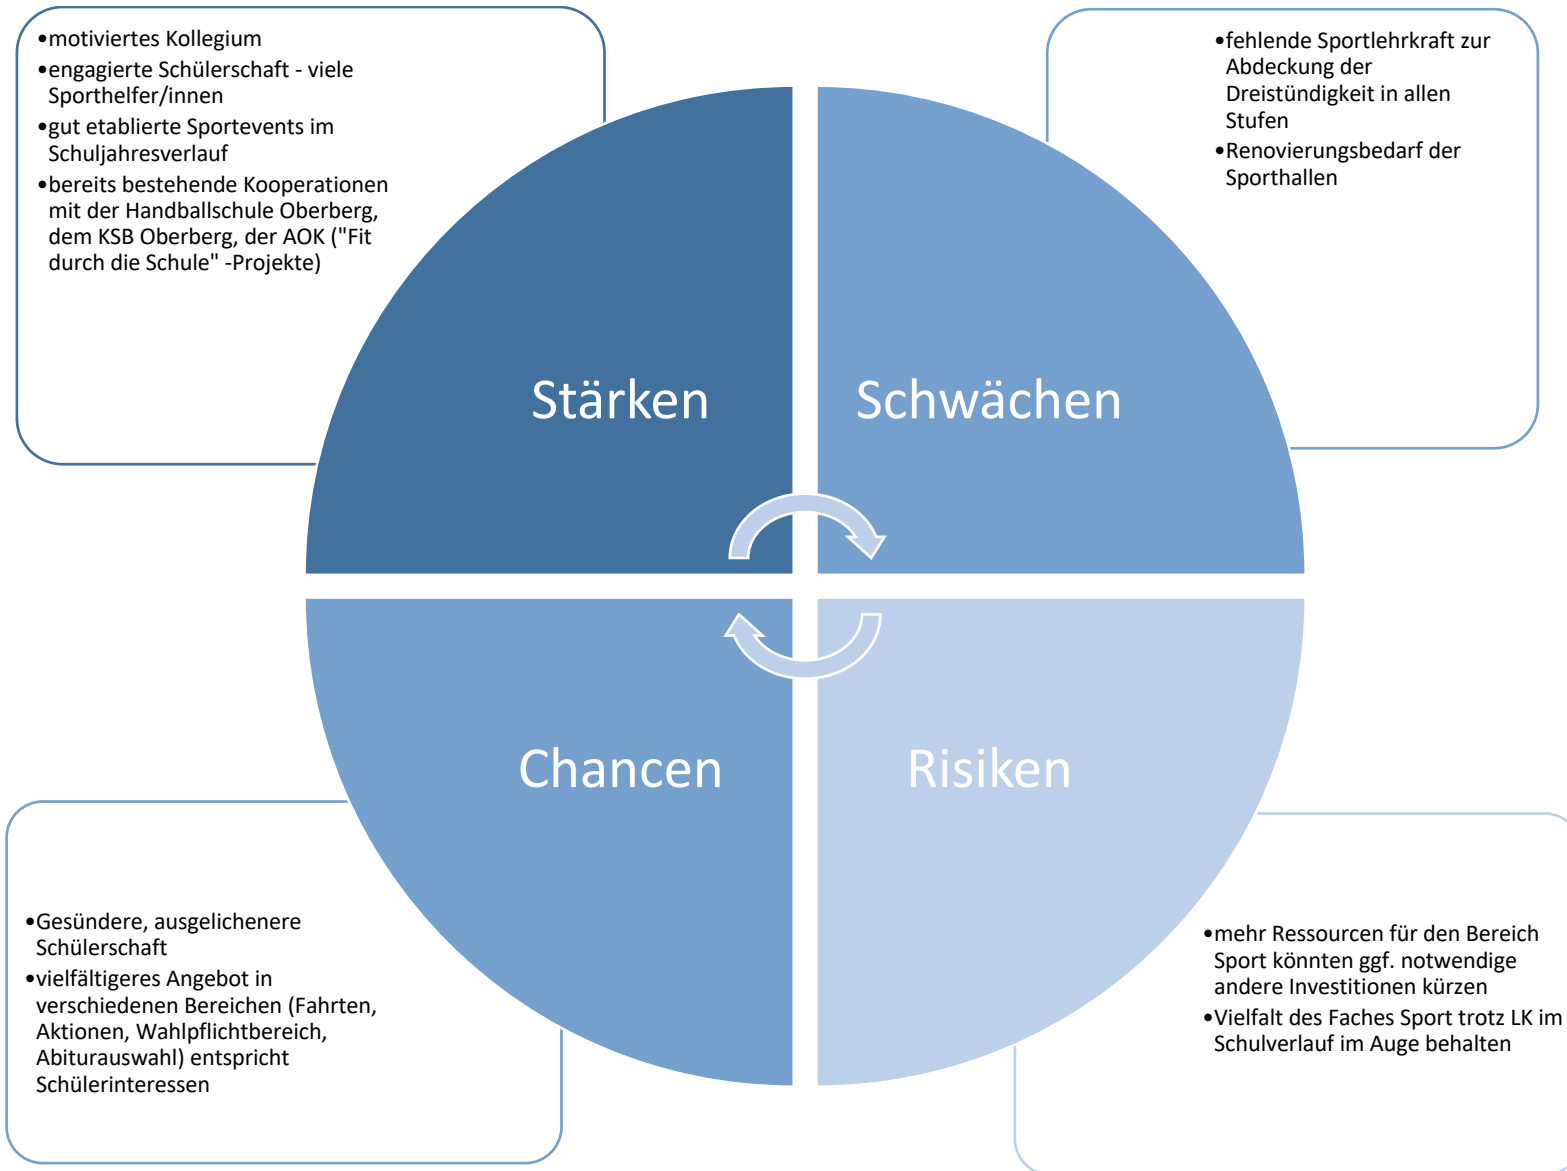 •motiviertes Kollegium
•engagierte Schülerschaft - viele
Sporthelfer/innen
•gut etablierte Sportevents im
Schuljahresverlauf
•bereits bestehende Kooperationen
mit der Handballschule Oberberg,
dem KSB Oberberg, der AOK ("Fit
durch die Schule" -Projekte)
•fehlende Sportlehrkraft zur
Abdeckung der
Dreistündigkeit in allen
Stufen
•Renovierungsbedarf der
Sporthallen
Stärken
Schwächen
Chancen
Risiken
•Gesündere, ausgelichenere
Schülerschaft
•vielfältigeres Angebot in
verschiedenen Bereichen (Fahrten,
Aktionen, Wahlpflichtbereich,
Abiturauswahl) entspricht
Schülerinteressen
•mehr Ressourcen für den Bereich
Sport könnten ggf. notwendige
andere Investitionen kürzen
•Vielfalt des Faches Sport trotz LK im
Schulverlauf im Auge behalten